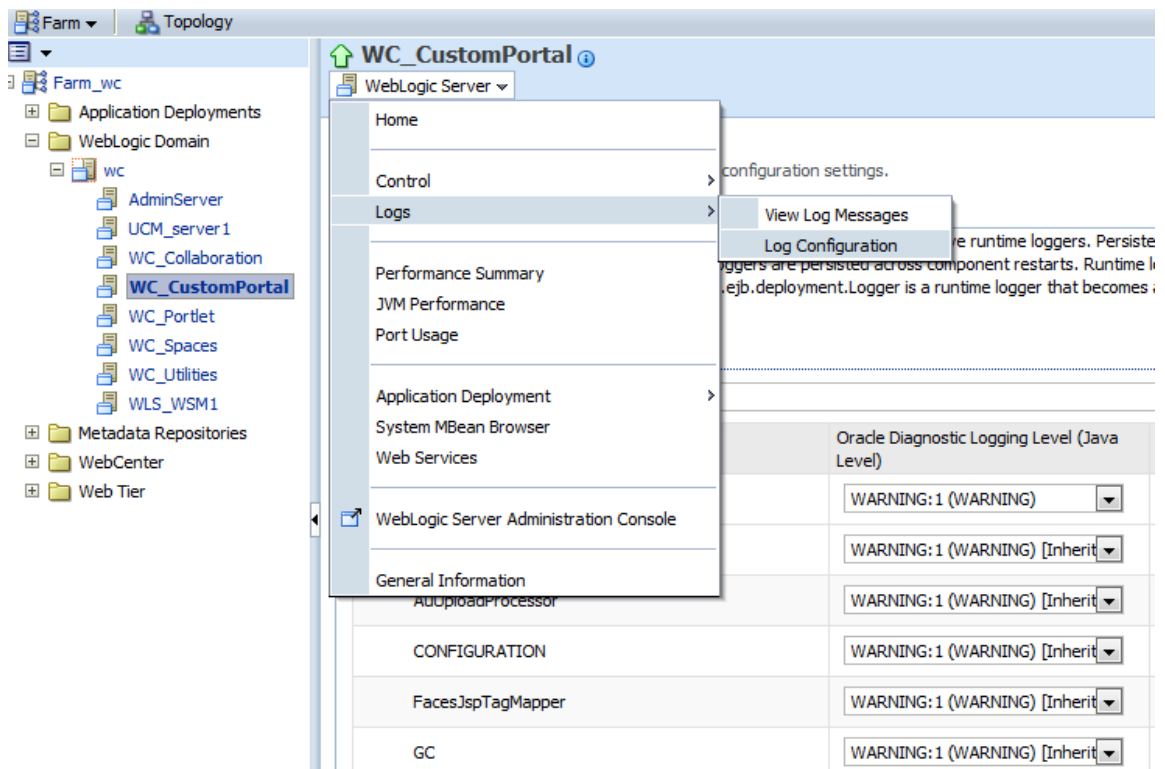 Farm
Topology
Farm_wc
Application Deployments
WebLogic Domain
wc
AdminServer
UCM_server1
WC_Collaboration
WC_CustomPortal
WC_Portlet
WC_Spaces
WC_Utilities
WLS_WSM1
Metadata Repositories
WebCenter
Web Tier
WC_CustomPortal
WebLogic Server
Home
Control
Logs
Performance Summary
JVM Performance
Port Usage
Application Deployment
System MBean Browser
Web Services
WebLogic Server Administration Console
General Information
View Log Messages
Log Configuration
configuration settings.
ve runtime loggers. Persiste
oggers are persisted across component restarts. Runtime l
.ejb.deployment.Logger is a runtime logger that becomes a
Oracle Diagnostic Logging Level (Java
Level)
WARNING:1 (WARNING)
WARNING:1 (WARNING) [Inherit
AuUploadProcessor
WARNING:1 (WARNING) [Inherit
CONFIGURATION
WARNING:1 (WARNING) [Inherit
FacesJspTagMapper
WARNING:1 (WARNING) [Inherit
GC
WARNING:1 (WARNING) [Inherit